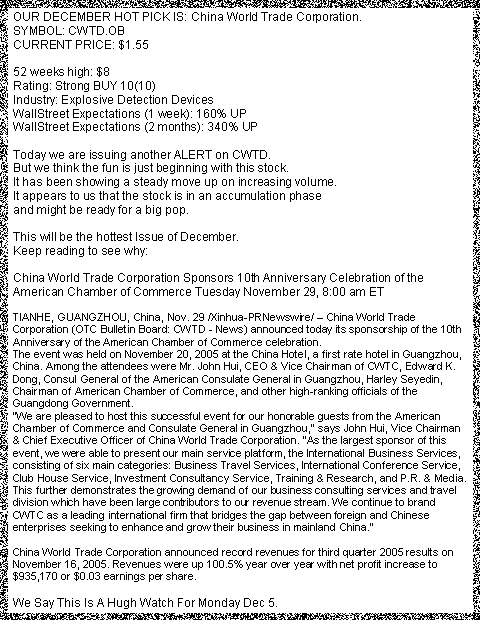 OUR DECEMBER HOT PICK IS: China World Trade Corporation.
SYMBOL: CWTD.OB
CURRENT PRICE: $1.55
52 weeks high: $8
Rating: Strong BUY 10(10)
Industry: Explosive Detection Devices
WallStreet Expectations (1 week): 160% UP
WallStreet Expectations (2 months): 340% UP
Today we are issuing another ALERT on CWTD.
But we think the fun is just beginning with this stock.
It has been showing a steady move up on increasing volume.
It appears to us that the stock is in an accumulation phase
and might be ready for a big pop.
This will be the hottest Issue of December.
Keep reading to see why:
China World Trade Corporation Sponsors 10th Anniversary Celebration of the
American Chamber of Commerce Tuesday November 29, 8:00 am ET
TIANHE, GUANGZHOU, China, Nov. 29 /Xinhua-PRNewswire/ – China World Trade
Corporation (OTC Bulletin Board: CWTD - News) announced today its sponsorship of the 10th
Anniversary of the American Chamber of Commerce celebration.
The event was held on November 20, 2005 at the China Hotel, a first rate hotel in Guangzhou,
China. Among the attendees were Mr. John Hui, CEO & Vice Chairman of CWTC, Edward K.
Dong, Consul General of the American Consulate General in Guangzhou, Harley Seyedin,
Chairman of American Chamber of Commerce, and other high-ranking officials of the
Guangdong Government.
"We are pleased to host this successful event for our honorable guests from the American
Chamber of Commerce and Consulate General in Guangzhou," says John Hui, Vice Chairman
& Chief Executive Officer of China World Trade Corporation. "As the largest sponsor of this
event, we were able to present our main service platform, the International Business Services,
consisting of six main categories: Business Travel Services, International Conference Service,
Club House Service, Investment Consultancy Service, Training & Research, and P.R. & Media.
This further demonstrates the growing demand of our business consulting services and travel
division which have been large contributors to our revenue stream. We continue to brand
CWTC as a leading international firm that bridges the gap between foreign and Chinese
enterprises seeking to enhance and grow their business in mainland China."
China World Trade Corporation announced record revenues for third quarter 2005 results on
November 16, 2005. Revenues were up 100.5% year over year with net profit increase to
$935,170 or $0.03 earnings per share.
We Say This Is A Hugh Watch For Monday Dec 5.